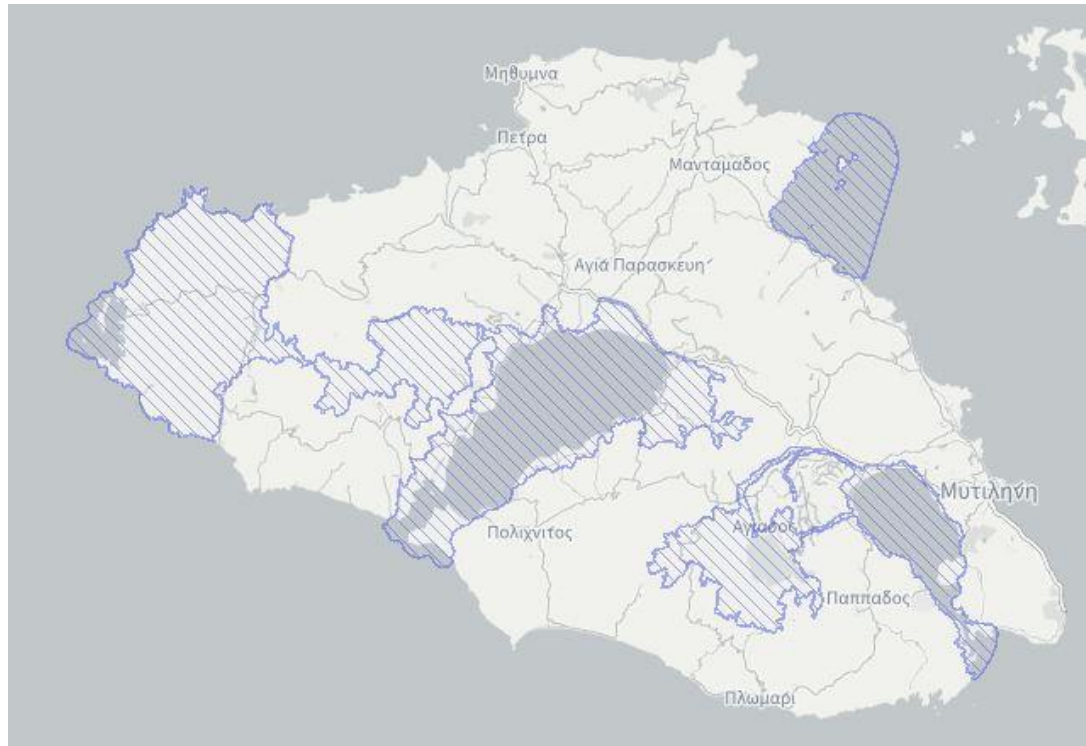 Μηθυμνα
Πετρα
Μανταμαδος
Αγιά Παρασκευη΄
Μυτιλήνη
Πολιχνιτος
Αγιασος
Παππαδος
Πλωμαρι